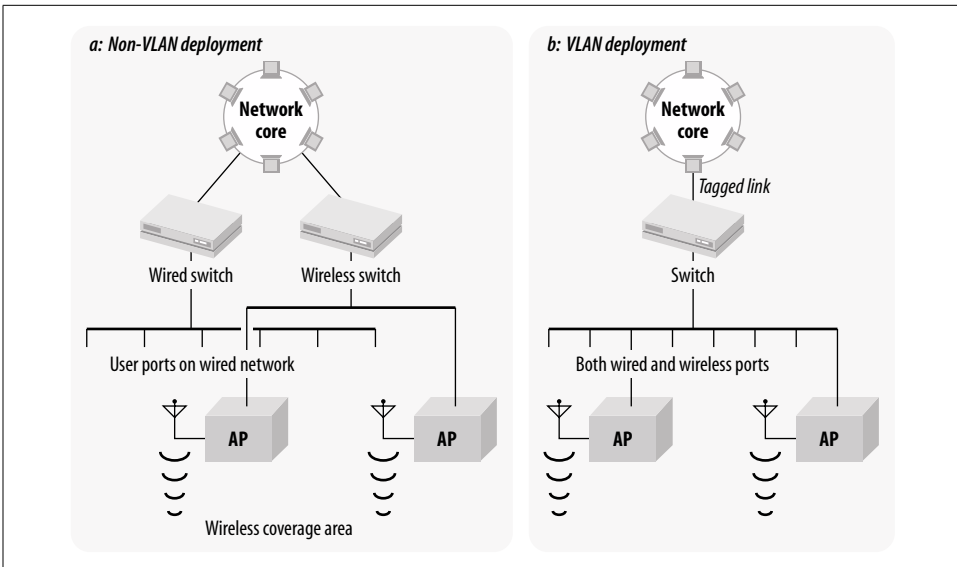 a: Non-VLAN deployment
Network
core
Wired switch
Wireless switch
User ports on wired network
AP
AP
Wireless coverage area
b: VLAN deployment
Network
core
Tagged link
Switch
Both wired and wireless ports
AP
AP